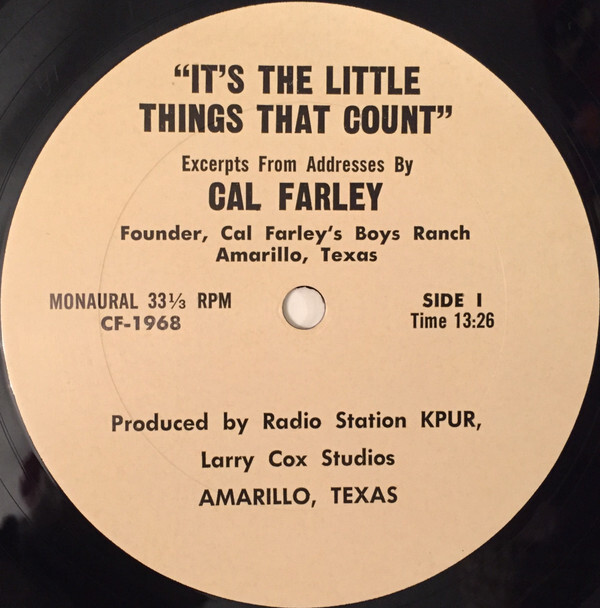 “IT'S THE LITTLE
THINGS THAT COUNT”
Excerpts From Addresses By
CAL FARLEY
Founder, Cal Farley's Boys Ranch
Amarillo, Texas
MONAURAL 33⅓ RPM
CF-1968
SIDE I
Time 13:26
Produced by Radio Station KPUR,
Larry Cox Studios
AMARILLO, TEXAS